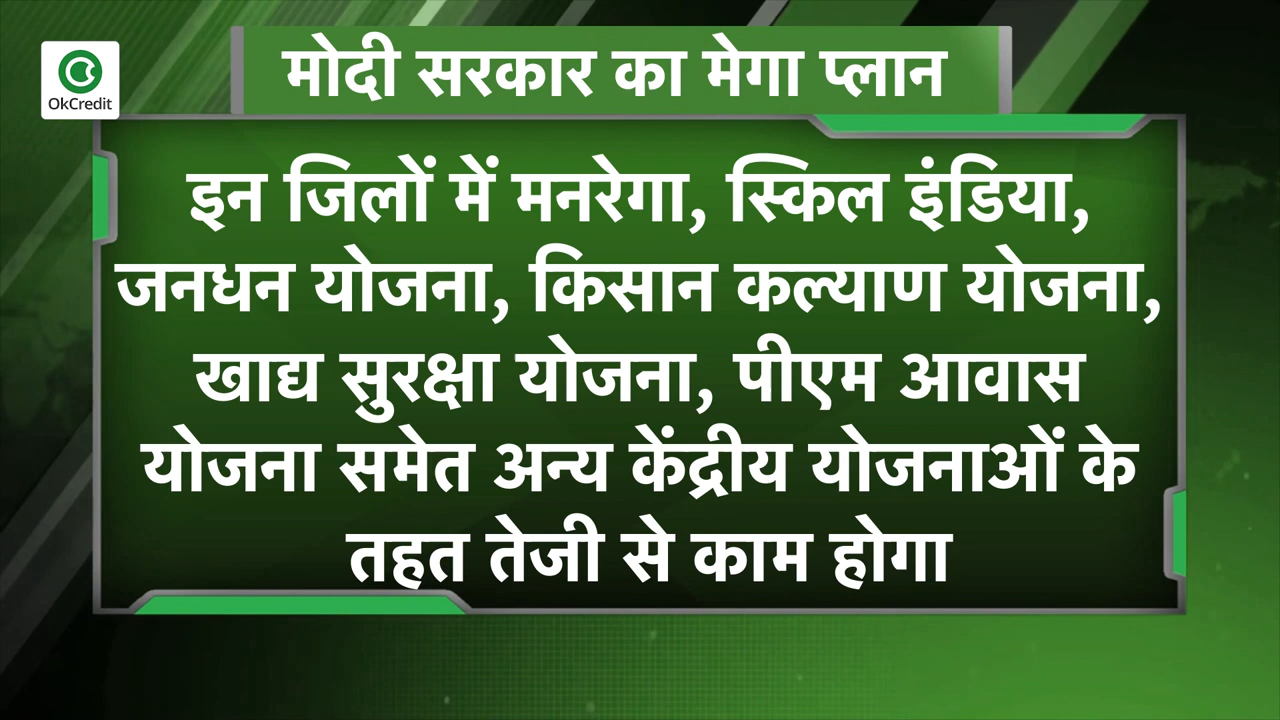 मोदी सरकार का मेगा प्लान
OkCredit
इन जिलों में मनरेगा, स्किल इंडिया,
जनधन योजना, किसान कल्याण योजना,
खाद्य सुरक्षा योजना, पीएम आवास
योजना समेत अन्य केंद्रीय योजनाओं के
तहत तेजी से काम होगा